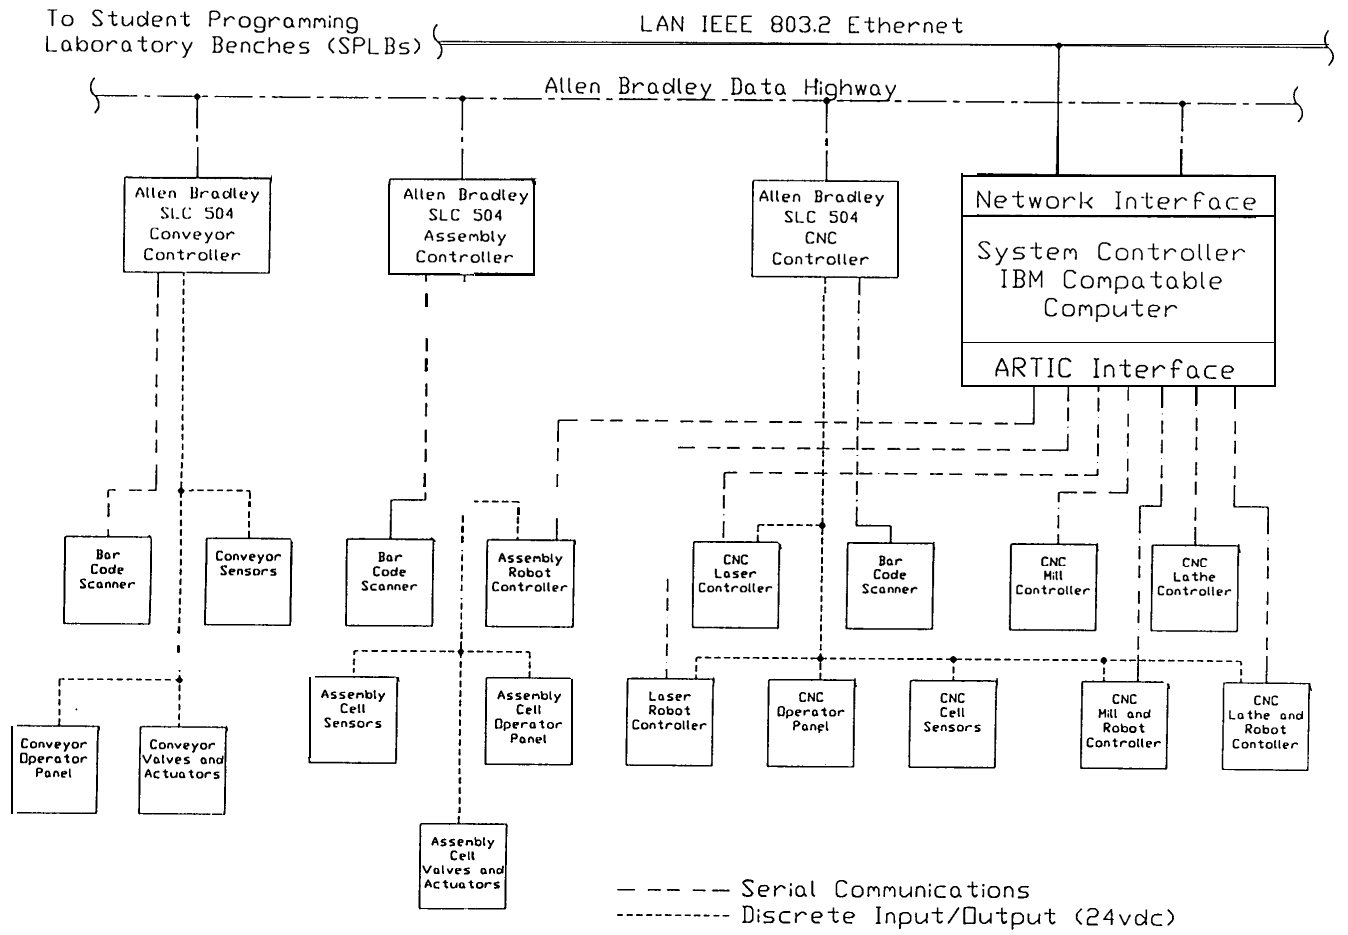 To Student Programming
Laboratory Benches (SPLBs)
LAN IEEE 803.2 Ethernet
Allen Bradley Data Highway
Allen Bradley
SLC 504
Conveyor
Controller
Allen Bradley
SLC 504
Assembly
Controller
Allen Bradley
SLC 504
CNC
Controller
Network Interface
System Controller
IBM Compatable
Computer
ARTIC Interface
Bar
Code
Scanner
Conveyor
Sensors
Bar
Code
Scanner
Assembly
Robot
Controller
CNC
Laser
Controller
Bar
Code
Scanner
CNC
Mill
Controller
CNC
Lathe
Controller
Conveyor
Operator
Panel
Conveyor
Valves and
Actuators
Assembly
Cell
Sensors
Assembly
Cell
Operator
Panel
Laser
Robot
Controller
CNC
Operator
Panel
CNC
Cell
Sensors
CNC
Mill and
Robot
Controller
CNC
Lathe and
Robot
Contoller
Assembly
Cell
Valves and
Actuators
Serial Communications
Discrete Input/Output (24vdc)